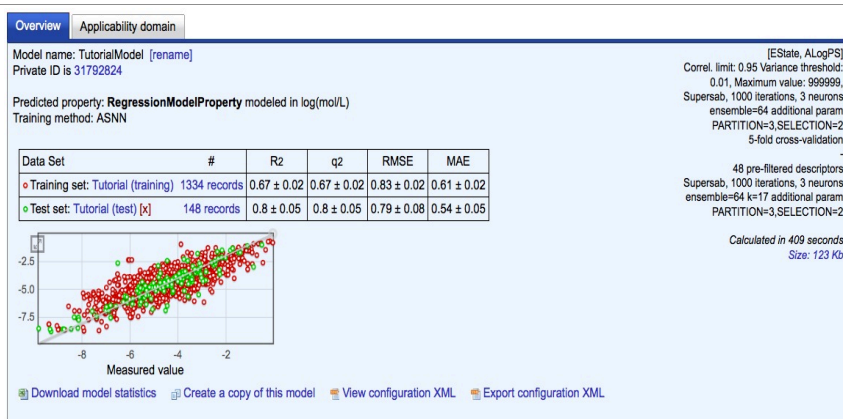 Overview Applicability domain
Model name: TutorialModel [rename]
Private ID is 31792824
Predicted property: RegressionModelProperty modeled in log(mol/L)
Training method: ASNN
Data Set # R2 q2 RMSE MAE
Training set: Tutorial (training) 1334 records 0.67 ± 0.02 0.67 ± 0.02 0.83 ± 0.02 0.61 ± 0.02
Test set: Tutorial (test) [x] 148 records 0.8 ± 0.05 0.8 ± 0.05 0.79 ± 0.08 0.54 ± 0.05
-2.5
-5.0
-7.5
-8 -6 -4 -2
Measured value
Download model statistics Create a copy of this model View configuration XML Export configuration XML
[EState, ALogPS]
Correl. limit: 0.95 Variance threshold:
0.01, Maximum value: 999999,
Supersab, 1000 iterations, 3 neurons
ensemble=64 additional param
PARTITION=3,SELECTION=2
5-fold cross-validation
-
48 pre-filtered descriptors
Supersab, 1000 iterations, 3 neurons
ensemble=64 k=17 additional param
PARTITION=3,SELECTION=2
Calculated in 409 seconds
Size: 123 Kb